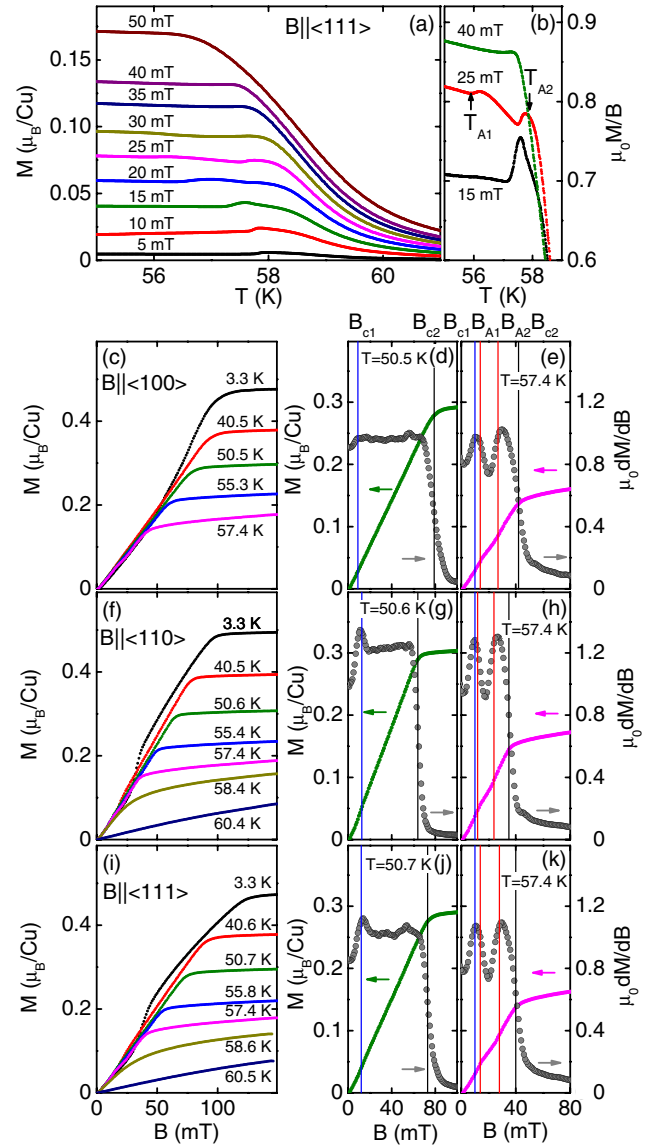 (a)
B||<111>
50 mT
40 mT
35 mT
30 mT
25 mT
20 mT
15 mT
10 mT
5 mT
0.15
0.10
0.05
0
M (μB/Cu)
56 58 60
T (K)
(b)
40 mT
25 mT
15 mT
TA1
TA2
0.9
0.8
0.7
0.6
μ0M/B
56 58
T (K)
Bc1 Bc2 Bc1 BA1 BA2 Bc2
(c)
B||<100>
3.3 K
40.5 K
50.5 K
55.3 K
57.4 K
0.4
0.2
0
M (μB/Cu)
T=50.5 K
(d)
0.3
0.2
0.1
0
M (μB/Cu)
(e)
T=57.4 K
1.2
0.8
0.4
0
μ0dM/dB
(f)
B||<110>
3.3 K
40.5 K
50.6 K
55.4 K
57.4 K
58.4 K
60.4 K
0.4
0.2
0
M (μB/Cu)
T=50.6 K
(g)
0.3
0.2
0.1
0
M (μB/Cu)
(h)
T=57.4 K
1.2
0.8
0.4
0
μ0dM/dB
(i)
B||<111>
3.3 K
40.6 K
50.7 K
55.8 K
57.4 K
58.6 K
60.5 K
0.4
0.2
0
M (μB/Cu)
0 50 100
B (mT)
T=50.7 K
(j)
0.3
0.2
0.1
0
M (μB/Cu)
(k)
T=57.4 K
1.2
0.8
0.4
0
μ0dM/dB
0 40 0 40 80
B (mT)